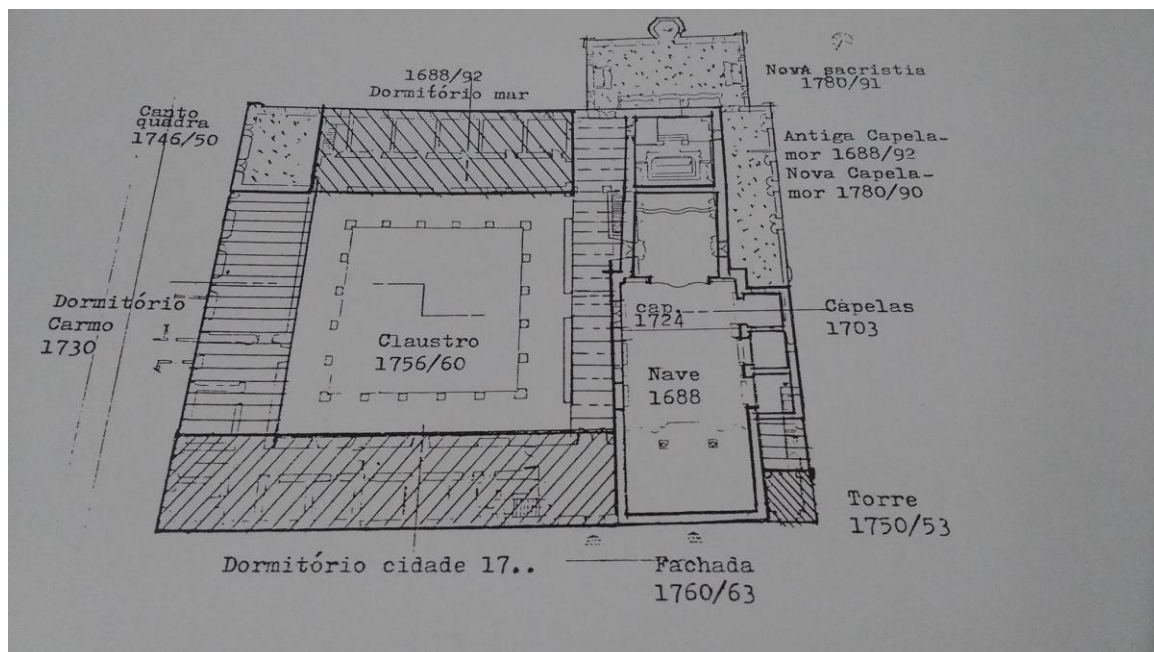 1688/92
Dormitório mar
Nova sacristia
1780/91
Canto
quadra
1746/50
Antiga Capela-
mor 1688/92
Nova Capela-
mor 1780/90
Dormitório
Carmo
1730
cap.
1724
Capelas
1703
Claustro
1756/60
Nave
1688
Torre
1750/53
Dormitório cidade 17..
Fachada
1760/63